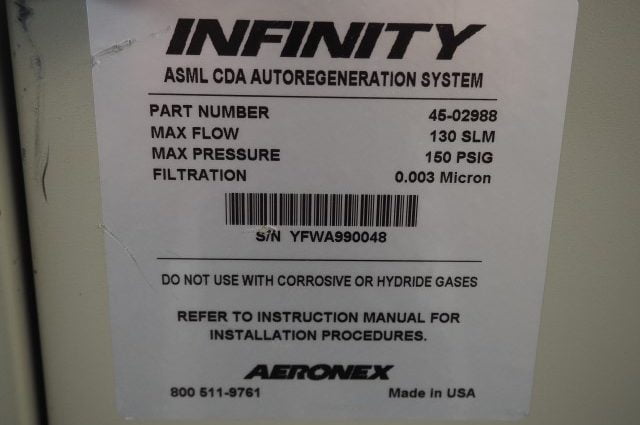 INFINITY
ASML CDA AUTOREGENERATION SYSTEM
PART NUMBER 45-02988
MAX FLOW 130 SLM
MAX PRESSURE 150 PSIG
FILTRATION 0.003 Micron
S/N YFWA990048
DO NOT USE WITH CORROSIVE OR HYDRIDE GASES
REFER TO INSTRUCTION MANUAL FOR
INSTALLATION PROCEDURES.
AERONEX
800 511-9761 Made in USA